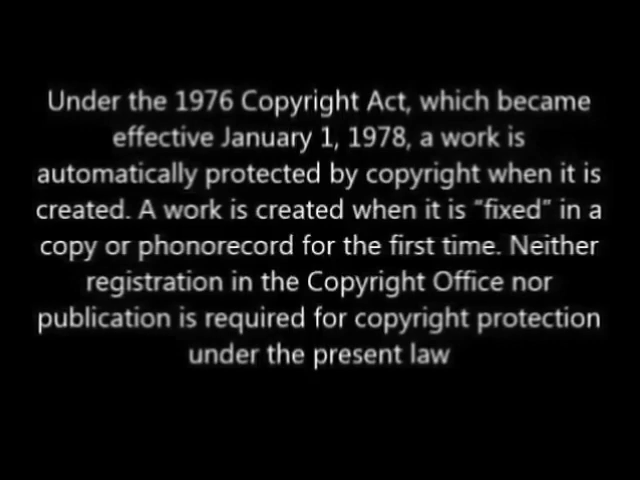 Under the 1976 Copyright Act, which became
effective January 1, 1978, a work is
automatically protected by copyright when it is
created. A work is created when it is “fixed” in a
copy or phonorecord for the first time. Neither
registration in the Copyright Office nor
publication is required for copyright protection
under the present law